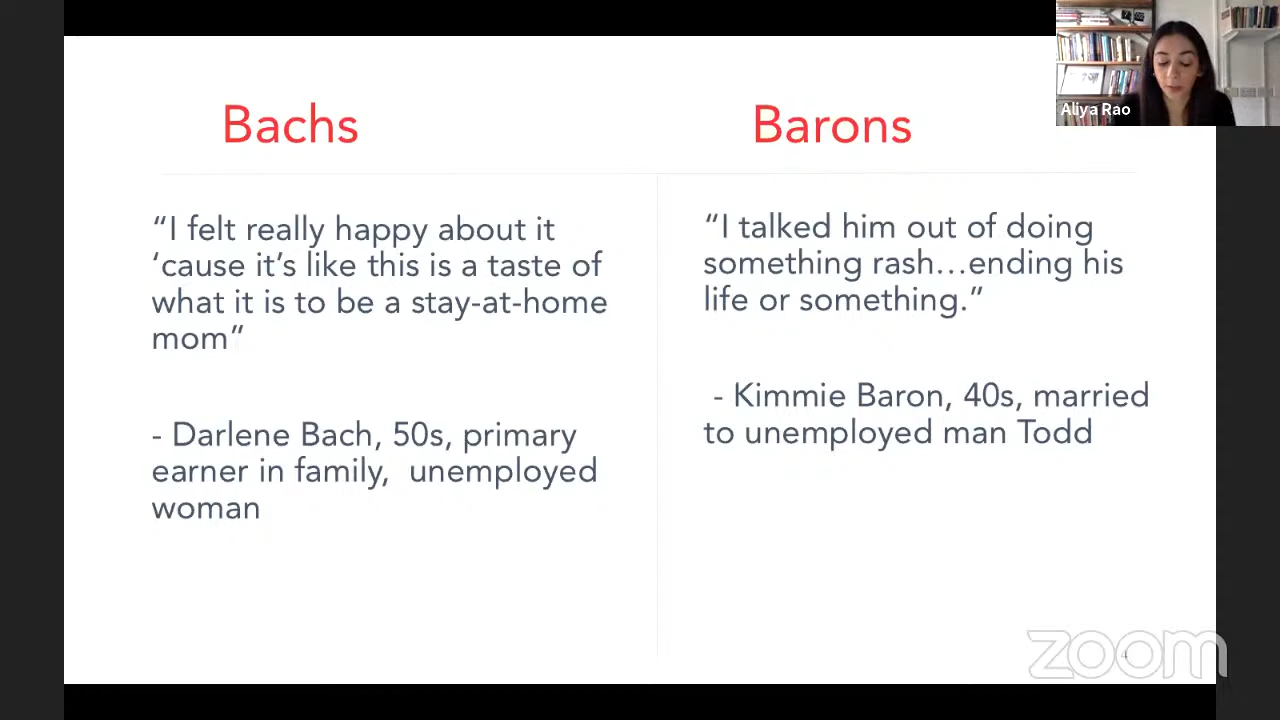 Bachs
“I felt really happy about it
‘cause it’s like this is a taste of
what it is to be a stay-at-home
mom”
- Darlene Bach, 50s, primary
earner in family,  unemployed
woman
Barons
“I talked him out of doing
something rash...ending his
life or something.”
- Kimmie Baron, 40s, married
to unemployed man Todd
Aliya Rao
zoom
4